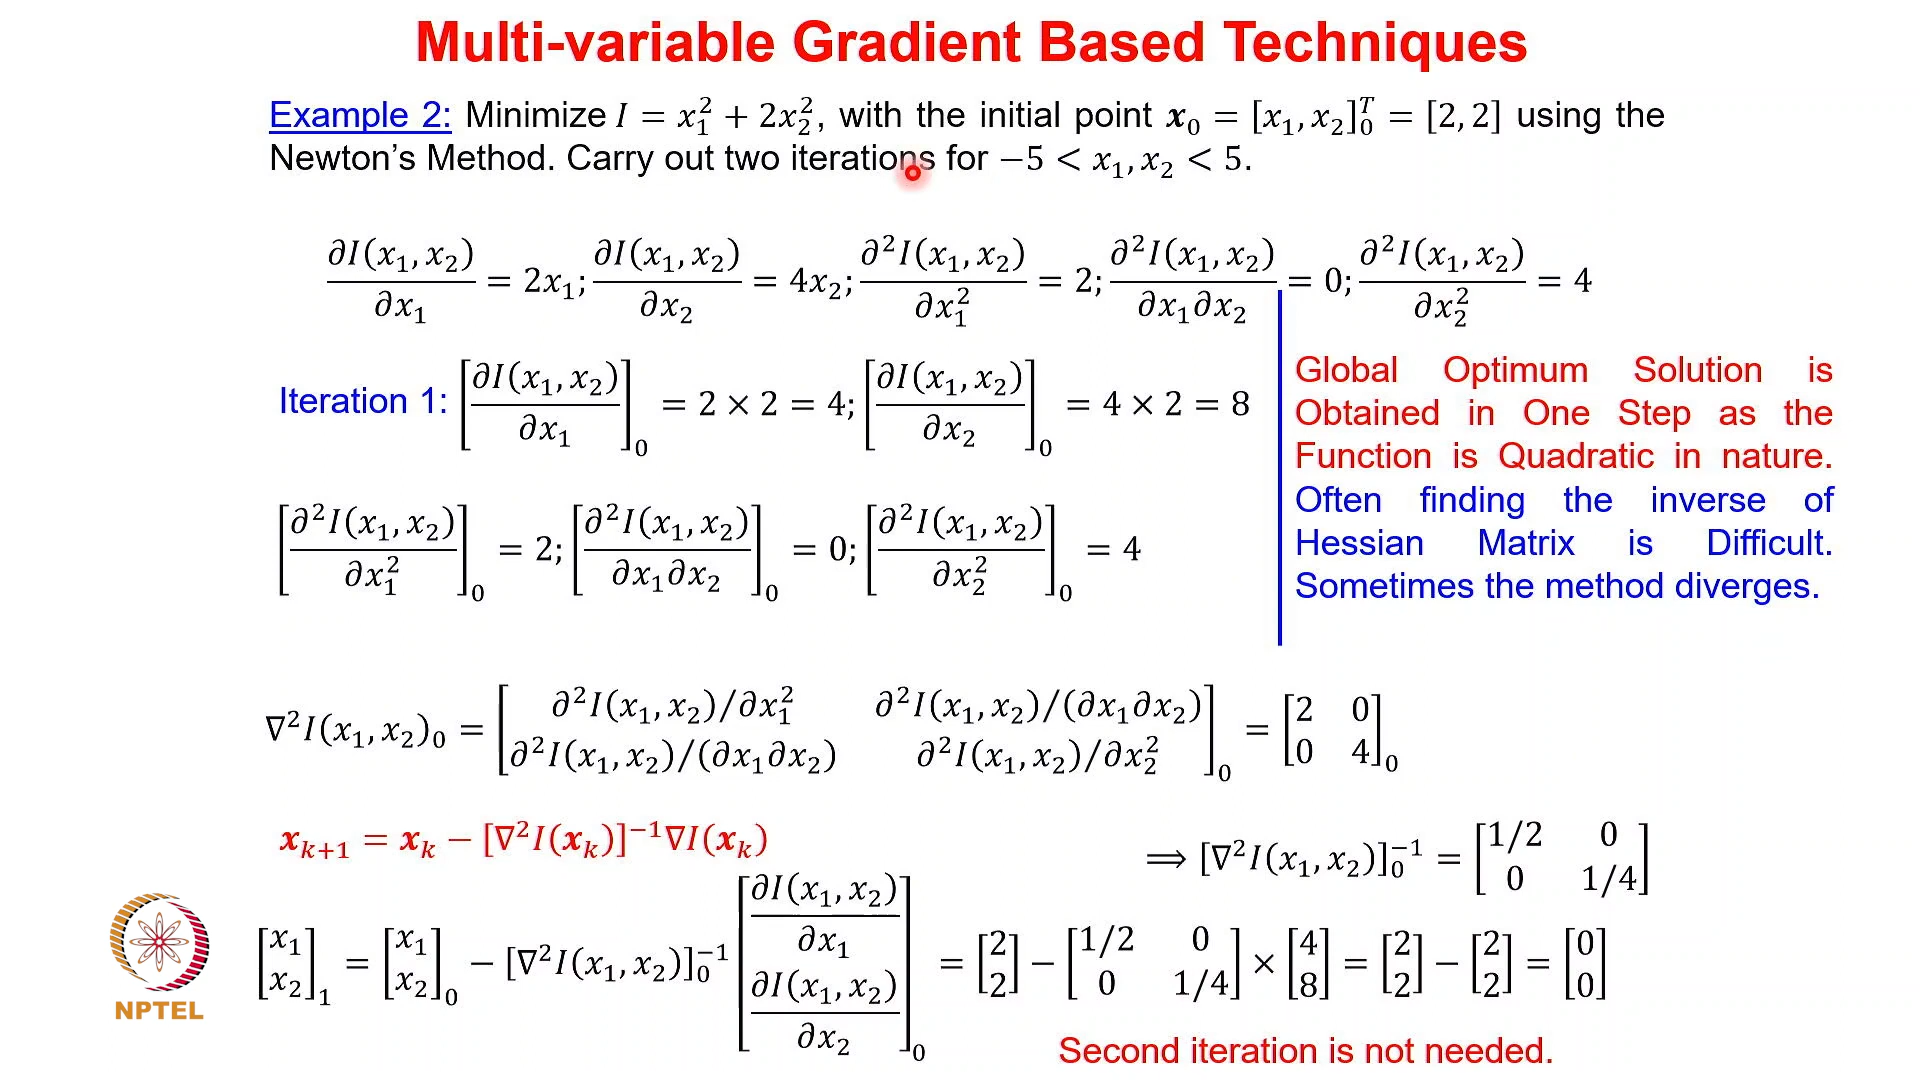 Multi-variable Gradient Based Techniques
Example 2: Minimize I = x₁² + 2x₂², with the initial point x₀ = [x₁, x₂]₀ᵀ = [2, 2] using the
Newton's Method. Carry out two iterations for −5 < x₁, x₂ < 5.
∂I(x₁, x₂)/∂x₁ = 2x₁; ∂I(x₁, x₂)/∂x₂ = 4x₂; ∂²I(x₁, x₂)/∂x₁² = 2; ∂²I(x₁, x₂)/∂x₁∂x₂ = 0; ∂²I(x₁, x₂)/∂x₂² = 4
Iteration 1: [∂I(x₁, x₂)/∂x₁]₀ = 2 × 2 = 4; [∂I(x₁, x₂)/∂x₂]₀ = 4 × 2 = 8
[∂²I(x₁, x₂)/∂x₁²]₀ = 2; [∂²I(x₁, x₂)/∂x₁∂x₂]₀ = 0; [∂²I(x₁, x₂)/∂x₂²]₀ = 4
Global Optimum Solution is
Obtained in One Step as the
Function is Quadratic in nature.
Often finding the inverse of
Hessian Matrix is Difficult.
Sometimes the method diverges.
∇²I(x₁, x₂)₀ = [∂²I(x₁, x₂)/∂x₁² ∂²I(x₁, x₂)/(∂x₁∂x₂); ∂²I(x₁, x₂)/(∂x₁∂x₂) ∂²I(x₁, x₂)/∂x₂²]₀ = [2 0; 0 4]₀
xₖ₊₁ = xₖ − [∇²I(xₖ)]⁻¹∇I(xₖ)
⟹ [∇²I(x₁, x₂)]₀⁻¹ = [1/2 0; 0 1/4]
[x₁; x₂]₁ = [x₁; x₂]₀ − [∇²I(x₁, x₂)]₀⁻¹ [∂I(x₁, x₂)/∂x₁; ∂I(x₁, x₂)/∂x₂]₀ = [2; 2] − [1/2 0; 0 1/4] × [4; 8] = [2; 2] − [2; 2] = [0; 0]
NPTEL
Second iteration is not needed.